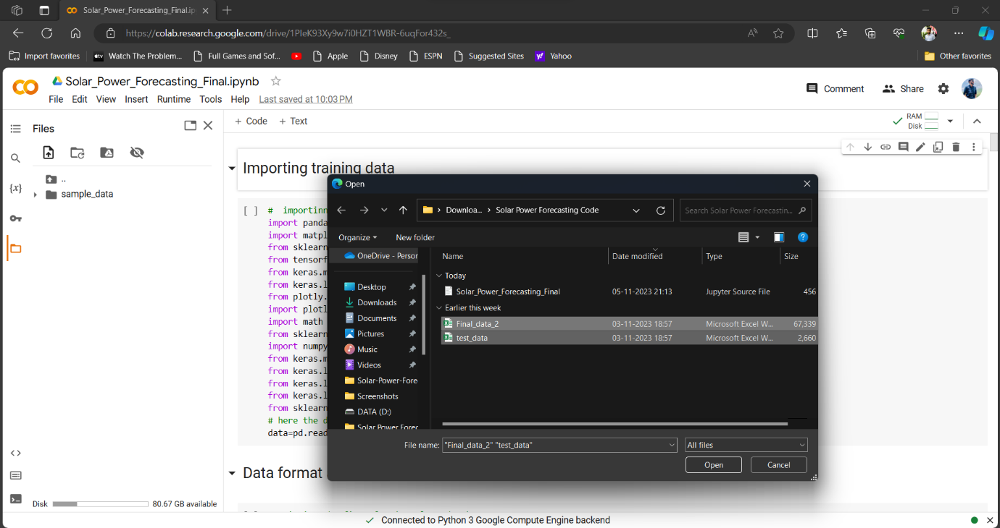 Solar_Power_Forecasting_Final.ip
https://colab.research.google.com/drive/1PIeK93Xy9w7i0HZT1WBR-6uqFor432s_
Import favorites
Watch The Problem...
Full Games and Sof...
Apple
Disney
ESPN
Suggested Sites
Yahoo
Other favorites
Solar_Power_Forecasting_Final.ipynb
File Edit View Insert Runtime Tools Help Last saved at 10:03 PM
Comment
Share
Files
+ Code + Text
RAM
Disk
..
sample_data
{x}
Importing training data
[ ] # importinn
import panda
import matpl
from sklearn
from tensorf
from keras.m
from keras.l
from plotly.
import plotl
import math
from sklearn
import numpy
from keras.m
from keras.l
from keras.l
from keras.l
from sklearn
# here the d
data=pd.read
Data format
Open
Downloa... › Solar Power Forecasting Code
Search Solar Power Forecastin...
Organize
New folder
OneDrive - Person
Desktop
Downloads
Documents
Pictures
Music
Videos
Solar-Power-Fore
Screenshots
DATA (D:)
Solar Power Forec
Name Date modified Type Size
Today
Solar_Power_Forecasting_Final 05-11-2023 21:13 Jupyter Source File 456
Earlier this week
Final_data_2 03-11-2023 18:57 Microsoft Excel W... 67,339
test_data 03-11-2023 18:57 Microsoft Excel W... 2,660
File name: "Final_data_2" "test_data"
All files
Open
Cancel
Disk 80.67 GB available
Connected to Python 3 Google Compute Engine backend